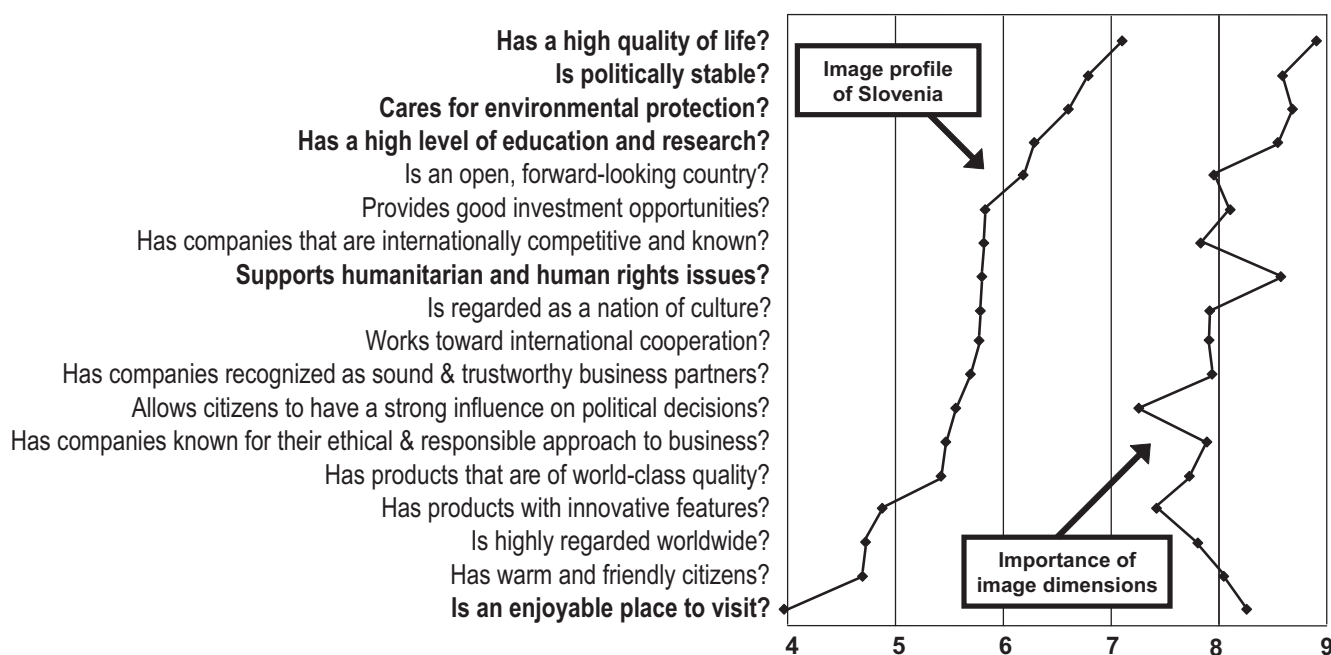 Has a high quality of life?
Is politically stable?
Cares for environmental protection?
Has a high level of education and research?
Is an open, forward-looking country?
Provides good investment opportunities?
Has companies that are internationally competitive and known?
Supports humanitarian and human rights issues?
Is regarded as a nation of culture?
Works toward international cooperation?
Has companies recognized as sound & trustworthy business partners?
Allows citizens to have a strong influence on political decisions?
Has companies known for their ethical & responsible approach to business?
Has products that are of world-class quality?
Has products with innovative features?
Is highly regarded worldwide?
Has warm and friendly citizens?
Is an enjoyable place to visit?
Image profile
of Slovenia
Importance of
image dimensions
4 5 6 7 8 9